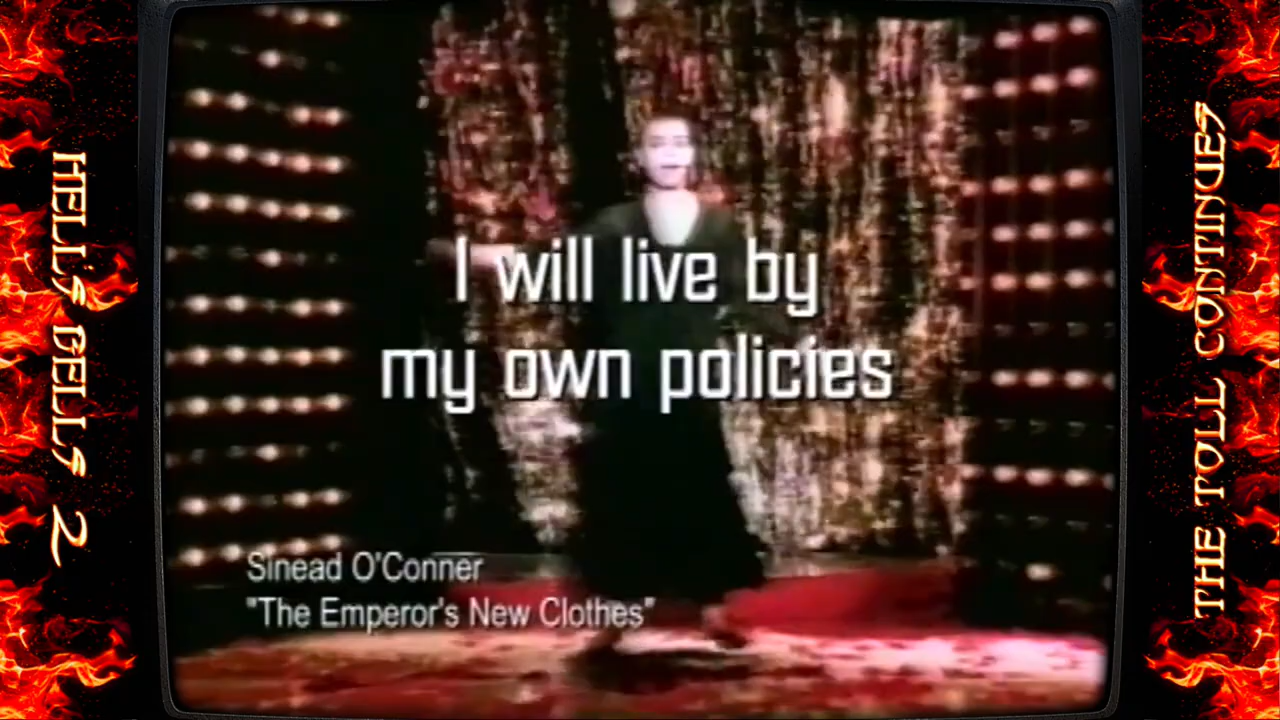 HELL'S BELLS 2
I will live by
my own policies
Sinead O'Conner
"The Emperor's New Clothes"
THE TOLL CONTINUES